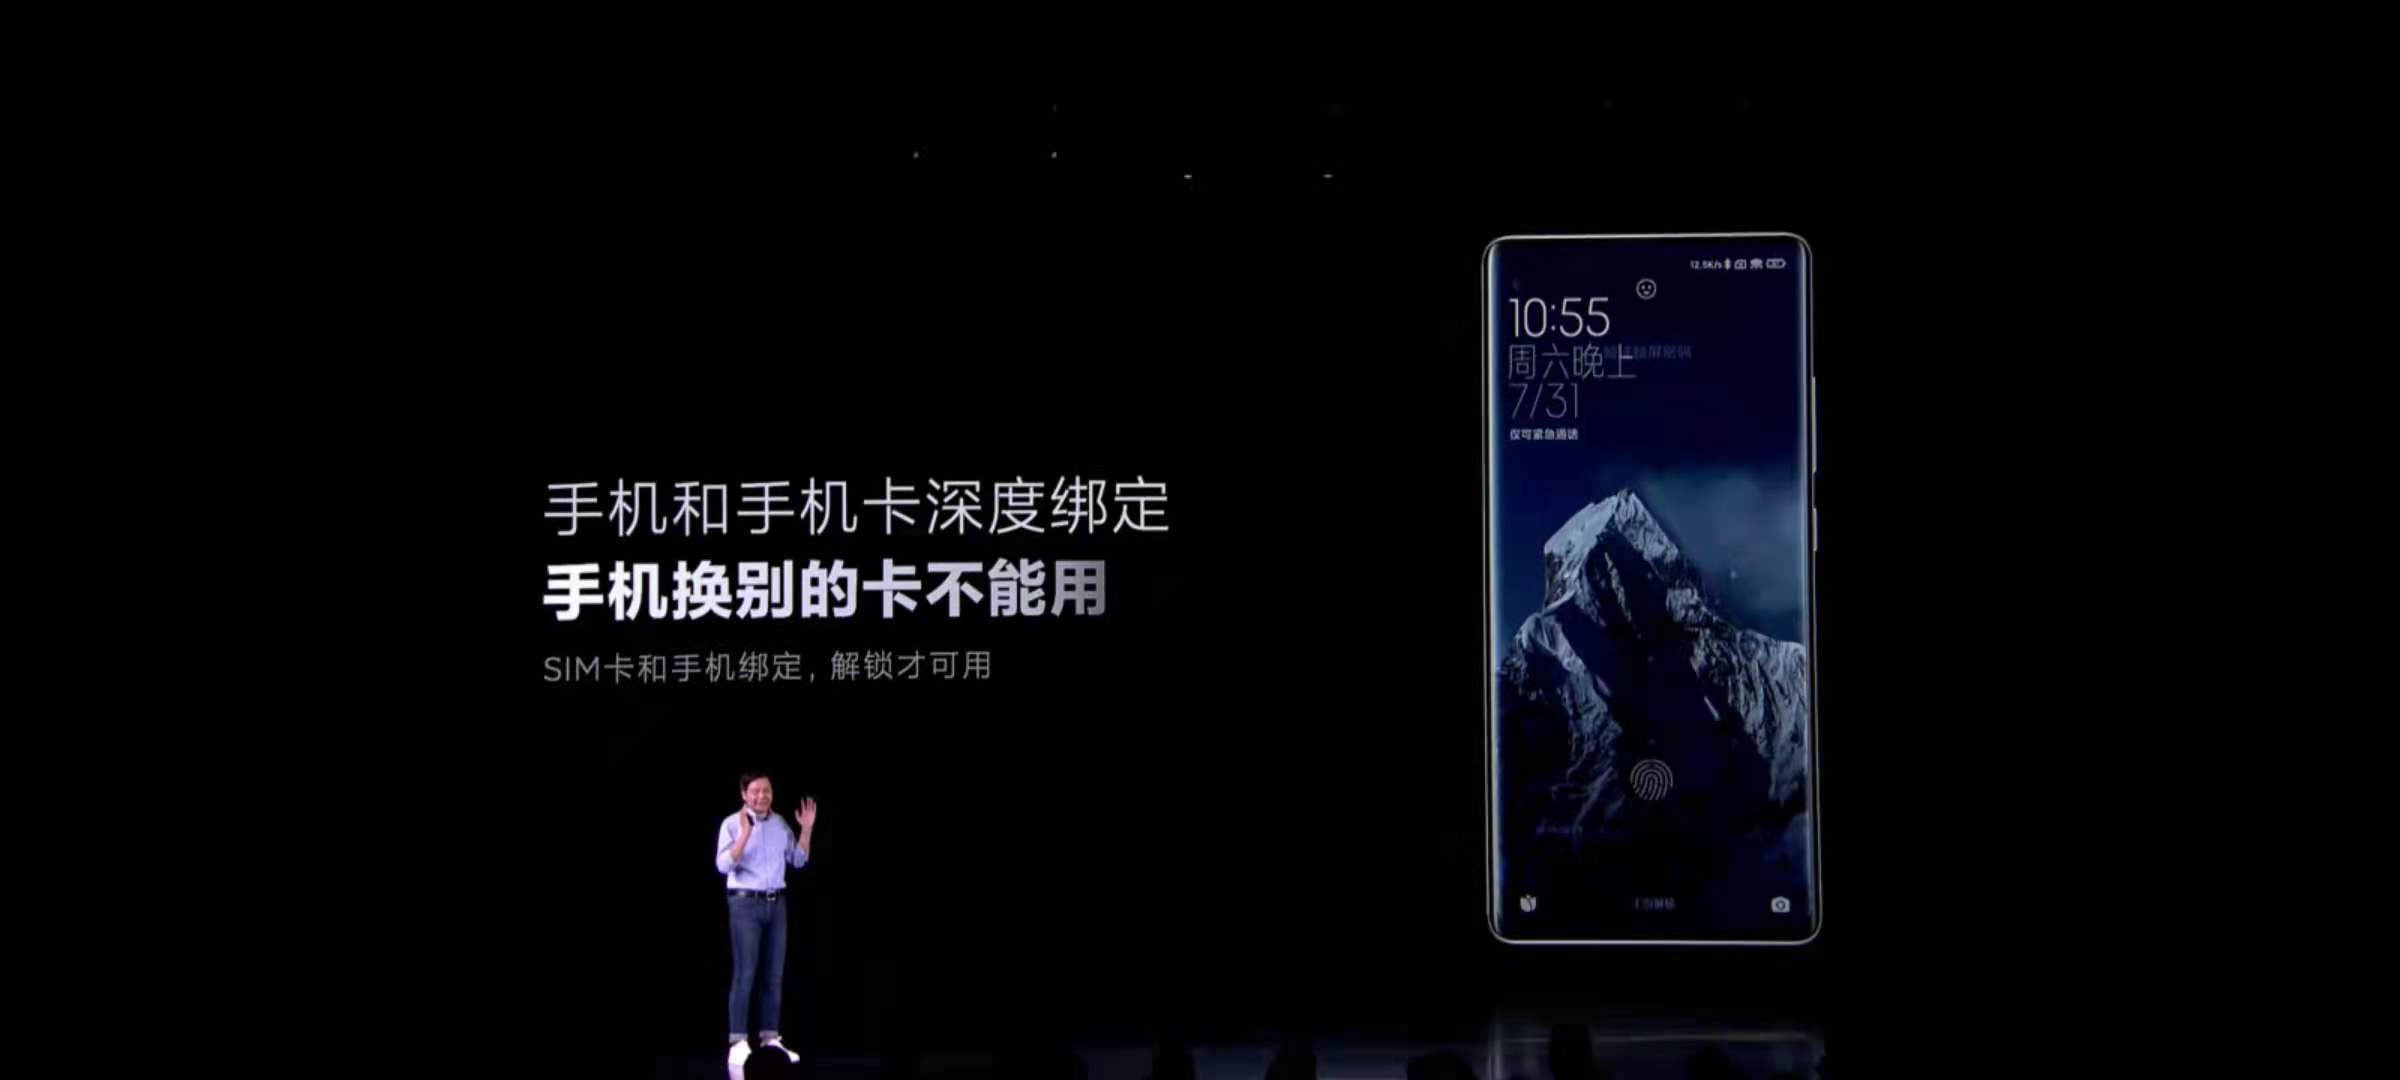 手机和手机卡深度绑定
手机换别的卡不能用
SIM卡和手机绑定，解锁才可用
12.5K/s
10:55
周六晚上
7/31
仅可紧急通话